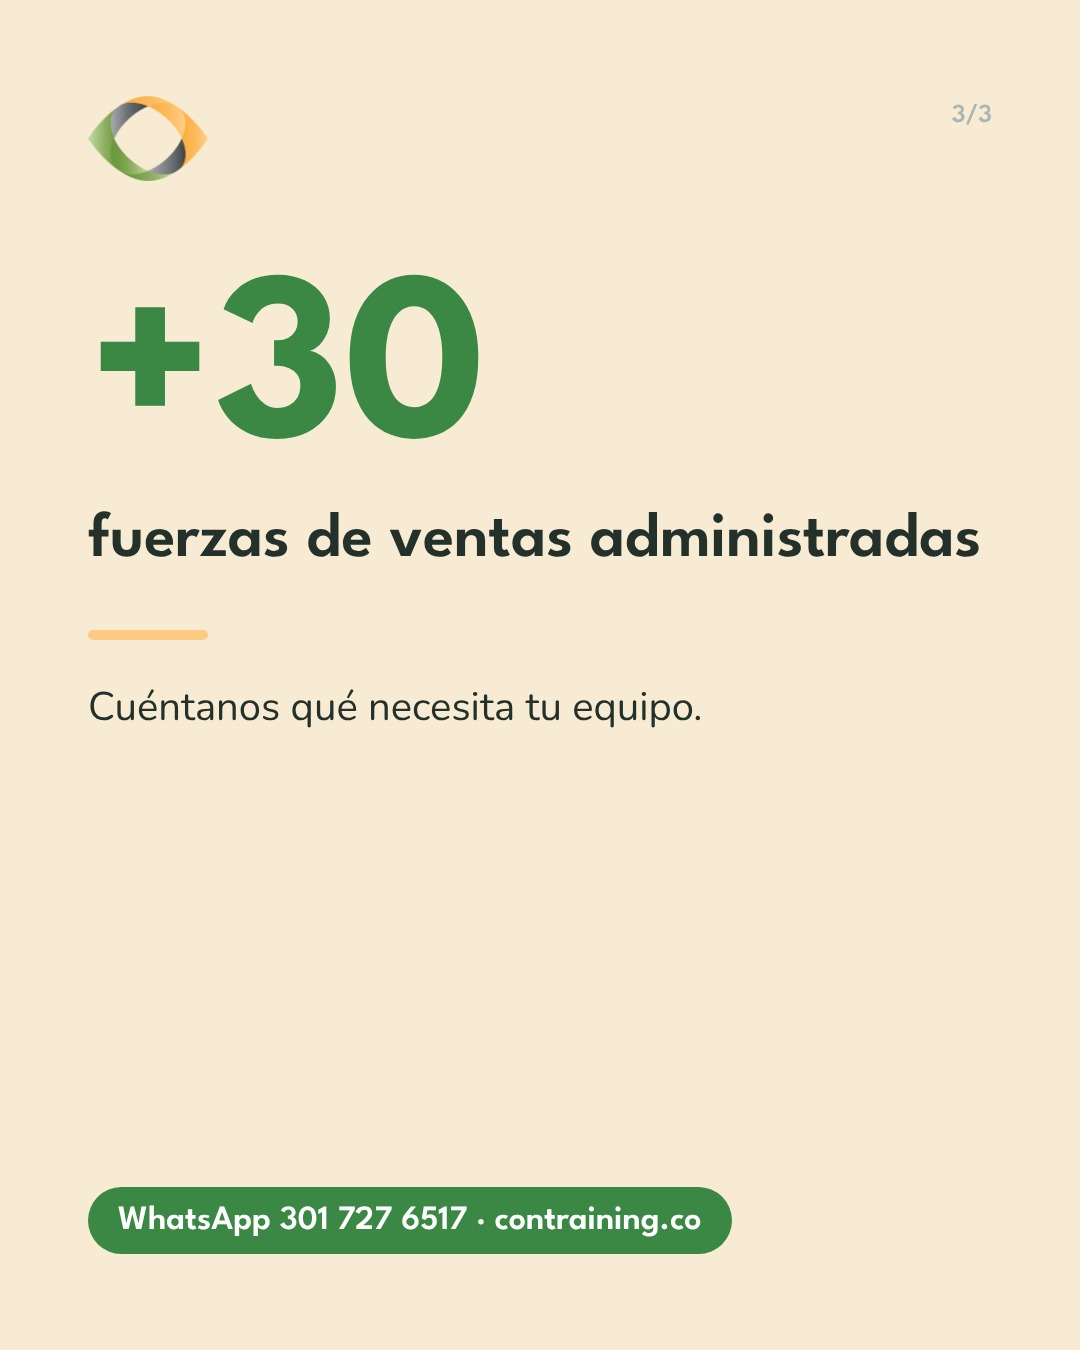 3/3
+30
fuerzas de ventas administradas
Cuéntanos qué necesita tu equipo.
WhatsApp 301 727 6517 · contraining.co